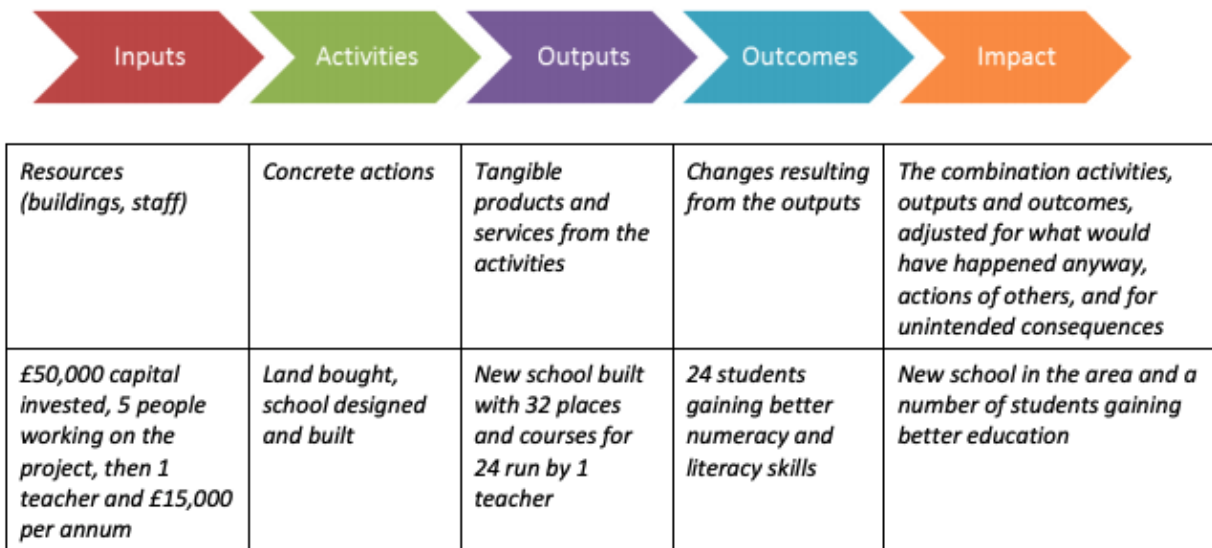 Inputs
Activities
Outputs
Outcomes
Impact
Resources
(buildings, staff)
Concrete actions
Tangible
products and
services from the
activities
Changes resulting
from the outputs
The combination activities,
outputs and outcomes,
adjusted for what would
have happened anyway,
actions of others, and for
unintended consequences
£50,000 capital
invested, 5 people
working on the
project, then 1
teacher and £15,000
per annum
Land bought,
school designed
and built
New school built
with 32 places
and courses for
24 run by 1
teacher
24 students
gaining better
numeracy and
literacy skills
New school in the area and a
number of students gaining
better education